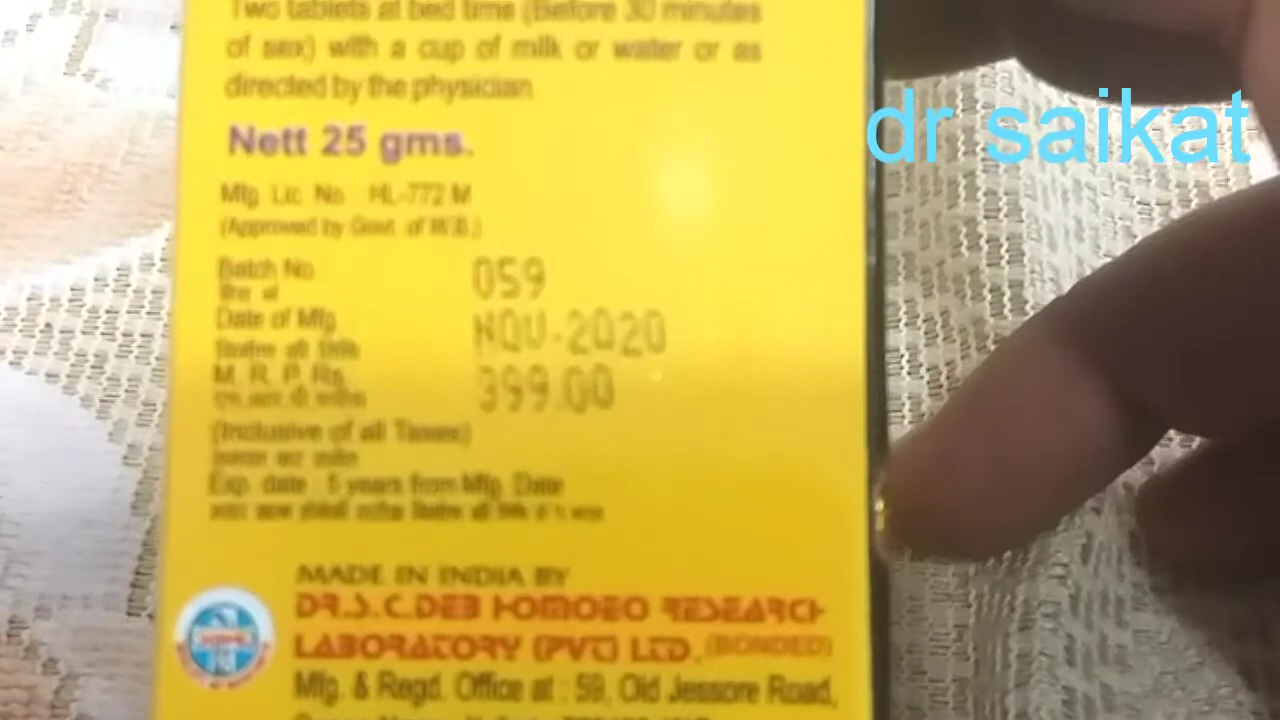 Two tablets at bed time (Before 30 minutes
of sex) with a cup of milk or water or as
directed by the physician
Nett 25 gms.
dr saikat
Mfg. Lic. No. HL-772 M
(Approved by Govt. of W.B.)
Batch No. 059
Date of Mfg. NOV-2020
M. R. P. Rs. 399.00
(Inclusive of all Taxes)
Exp. date : 5 years from Mfg. Date
MADE IN INDIA BY
DR.S.C.DEB HOMOEO RESEARCH
LABORATORY (PVT) LTD. (BONDED)
Mfg. & Regd. Office at : 59, Old Jessore Road,